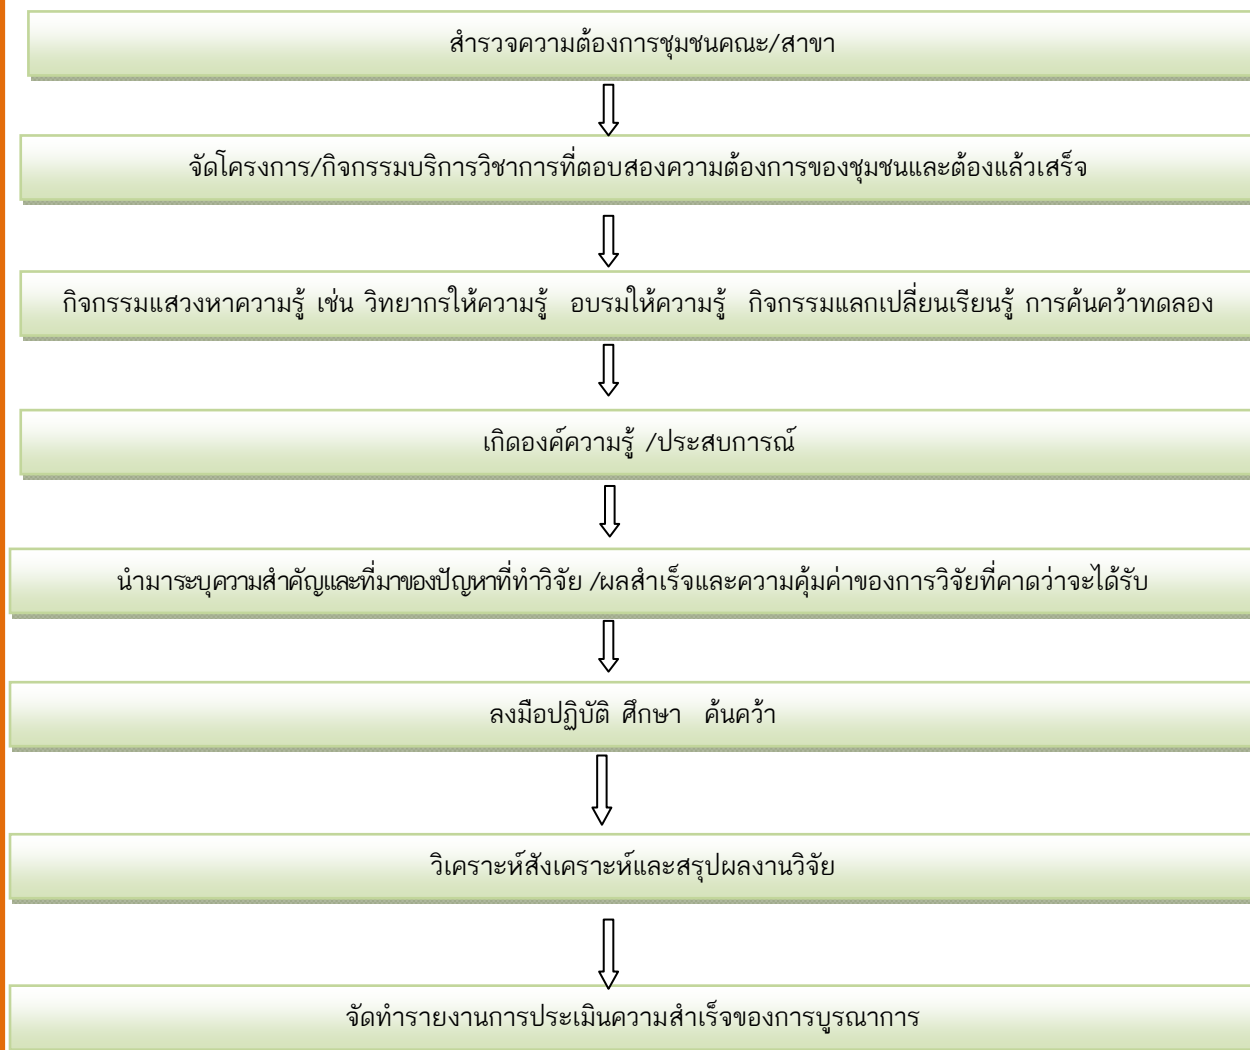 สำรวจความต้องการชุมชนคณะ/สาขา
จัดโครงการ/กิจกรรมบริการวิชาการที่ตอบสองความต้องการของชุมชนและต้องแล้วเสร็จ
กิจกรรมแสวงหาความรู้ เช่น วิทยากรให้ความรู้ อบรมให้ความรู้ กิจกรรมแลกเปลี่ยนเรียนรู้ การค้นคว้าทดลอง
เกิดองค์ความรู้ /ประสบการณ์
นำมาระบุความสำคัญและที่มาของปัญหาที่ทำวิจัย /ผลสำเร็จและความคุ้มค่าของการวิจัยที่คาดว่าจะได้รับ
ลงมือปฏิบัติ ศึกษา ค้นคว้า
วิเคราะห์สังเคราะห์และสรุปผลงานวิจัย
จัดทำรายงานการประเมินความสำเร็จของการบูรณาการ